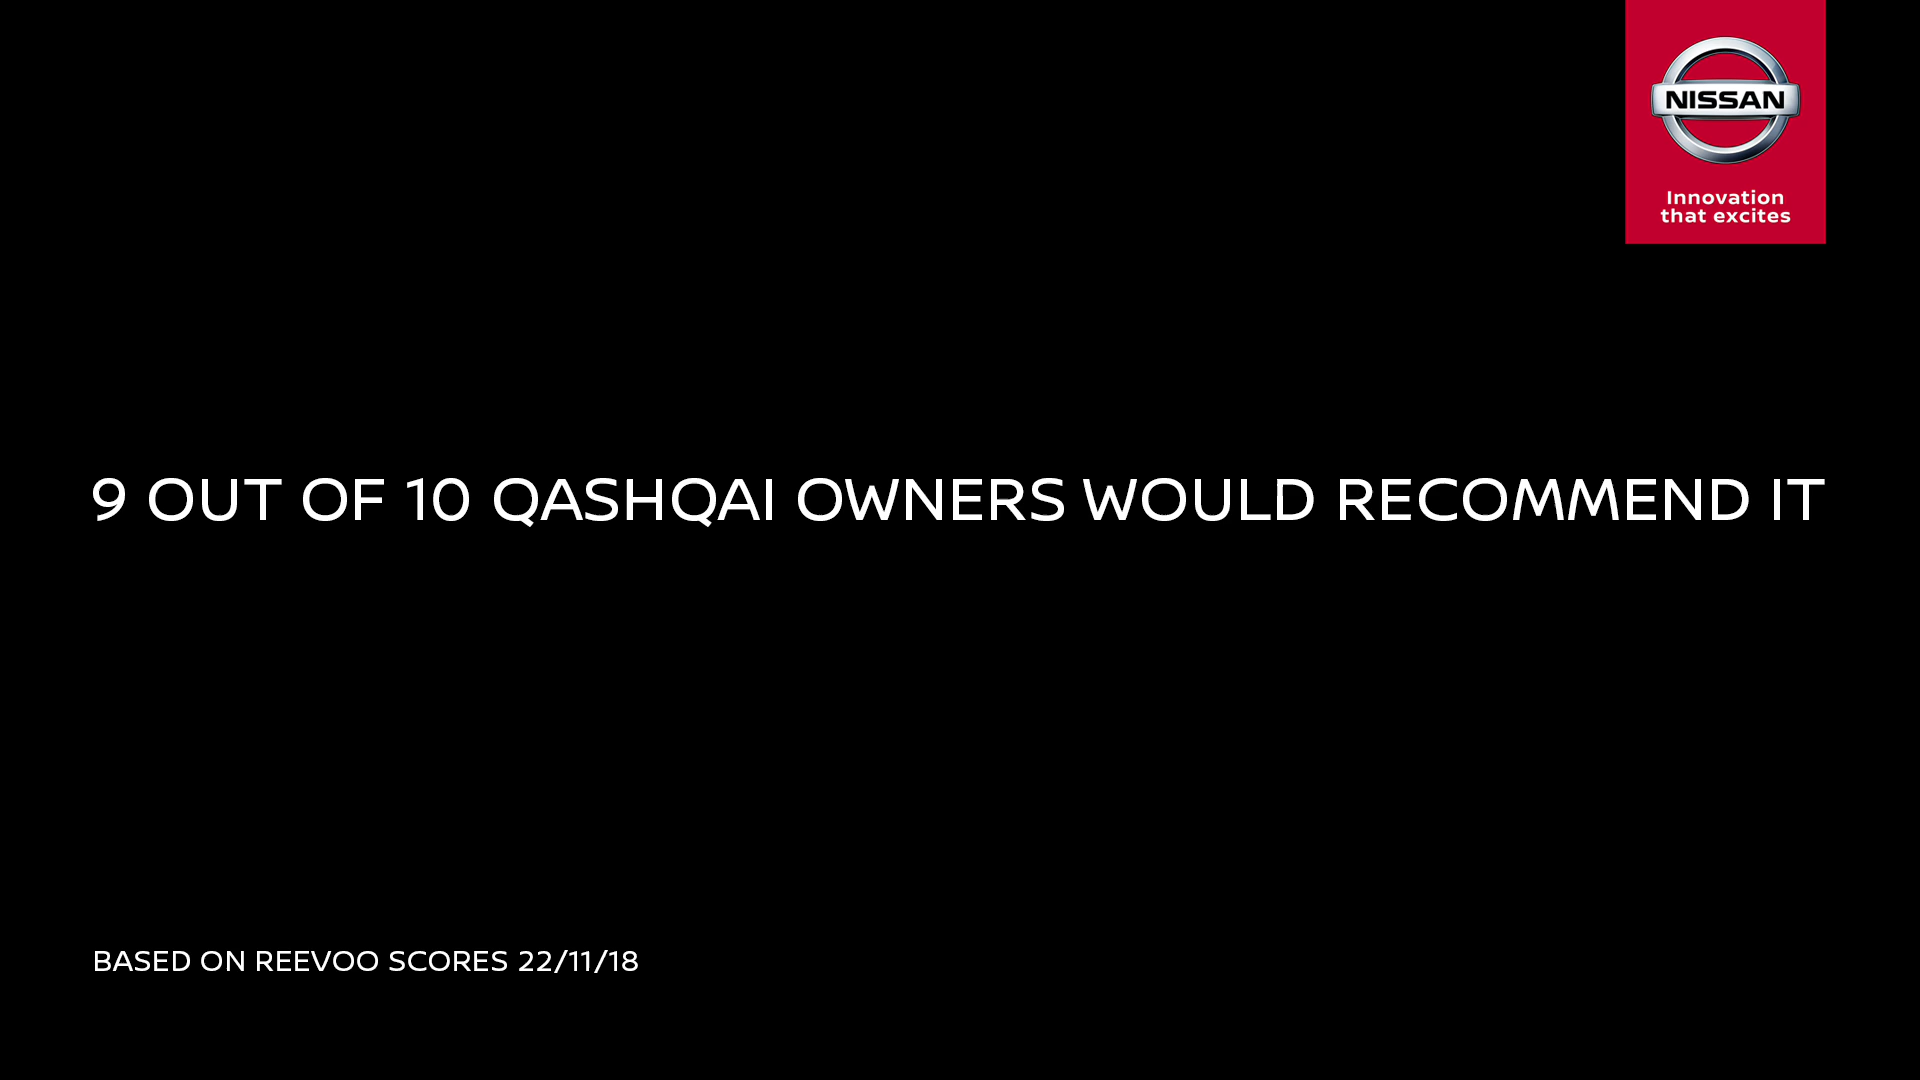 NISSAN
Innovation
that excites
9 OUT OF 10 QASHQAI OWNERS WOULD RECOMMEND IT
BASED ON REEVOO SCORES 22/11/18